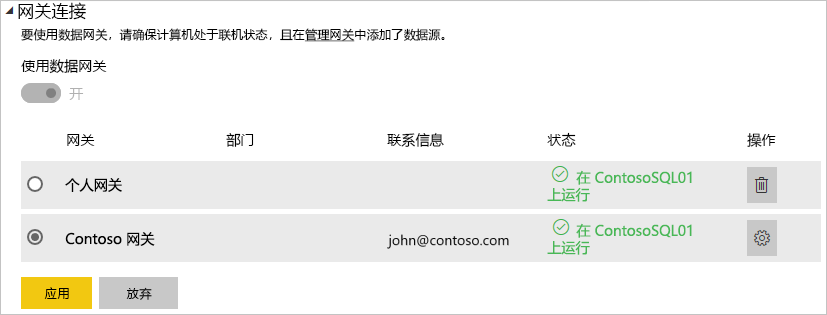 网关连接
要使用数据网关，请确保计算机处于联机状态，且在管理网关中添加了数据源。
使用数据网关
开
网关 部门 联系信息 状态 操作
个人网关 在 ContosoSQL01
上运行
Contoso 网关 john@contoso.com 在 ContosoSQL01
上运行
应用 放弃